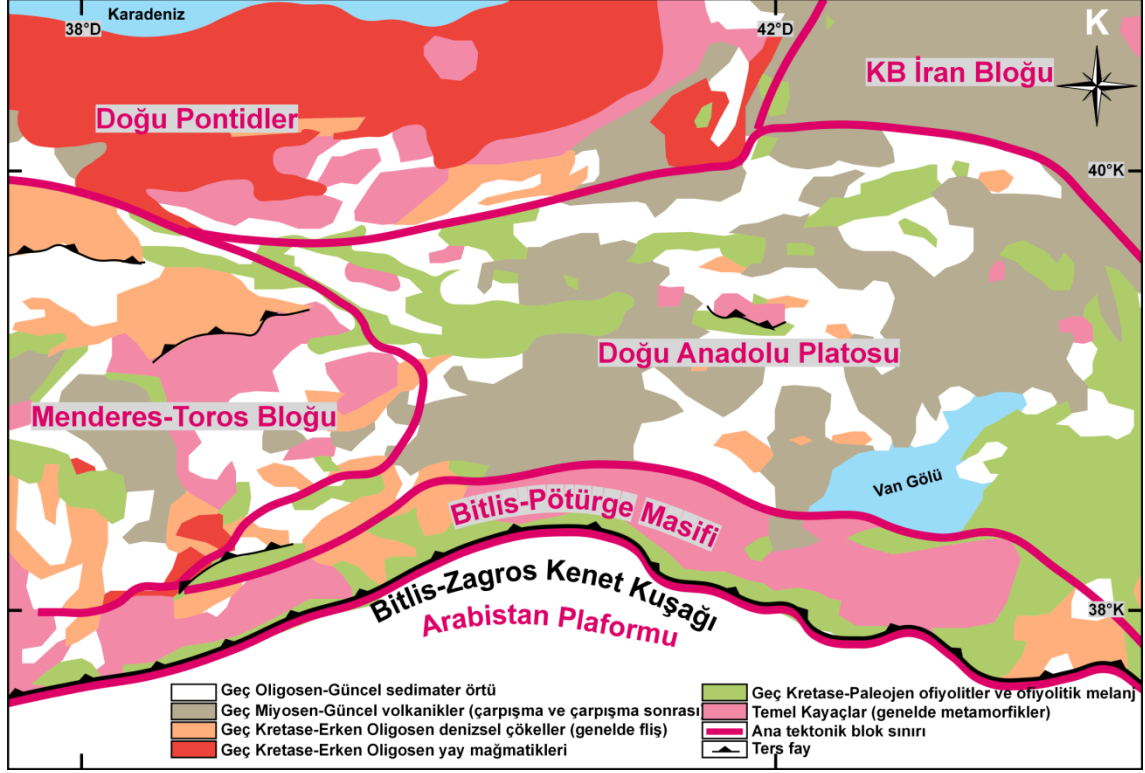 Karadeniz
38°D
42°D
K
KB İran Bloğu
Doğu Pontidler
40°K
Doğu Anadolu Platosu
Menderes-Toros Bloğu
Van Gölü
Bitlis-Pötürge Masifi
Bitlis-Zagros Kenet Kuşağı
Arabistan Plaformu
38°K
Geç Oligosen-Güncel sedimater örtü
Geç Miyosen-Güncel volkanikler (çarpışma ve çarpışma sonrası
Geç Kretase-Erken Oligosen denizsel çökeller (genelde fliş)
Geç Kretase-Erken Oligosen yay mağmatikleri
Geç Kretase-Paleojen ofiyolitler ve ofiyolitik melanj
Temel Kayaçlar (genelde metamorfikler)
Ana tektonik blok sınırı
Ters fay